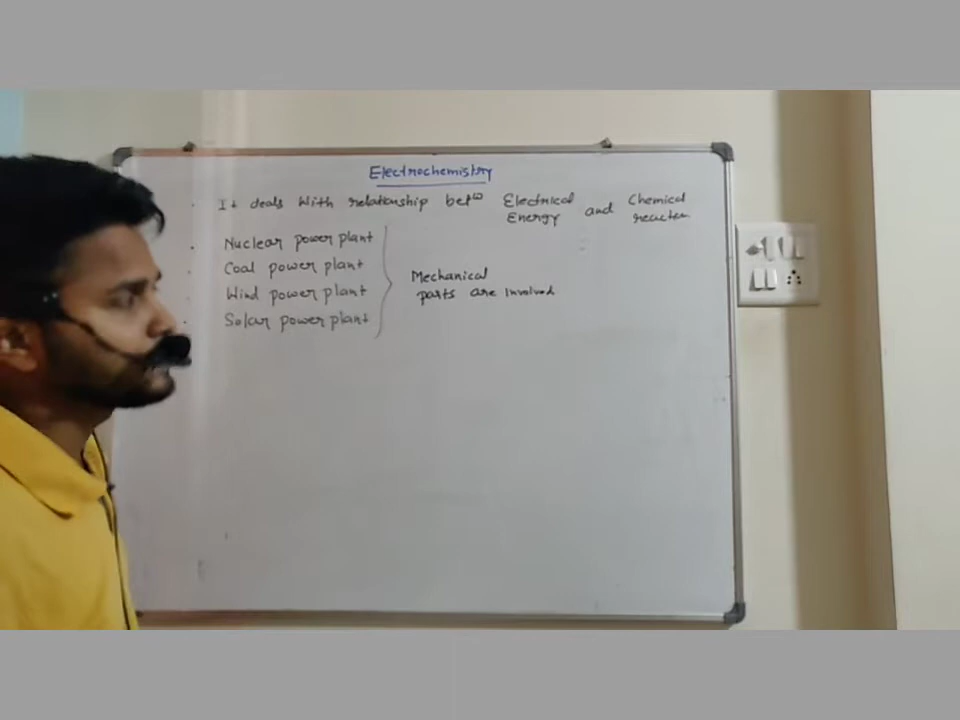 Electrochemistry
It deals with relationship betn Electrical Energy and Chemical reaction
Nuclear power plant
Coal power plant
Wind power plant
Solar power plant
Mechanical
parts are involved